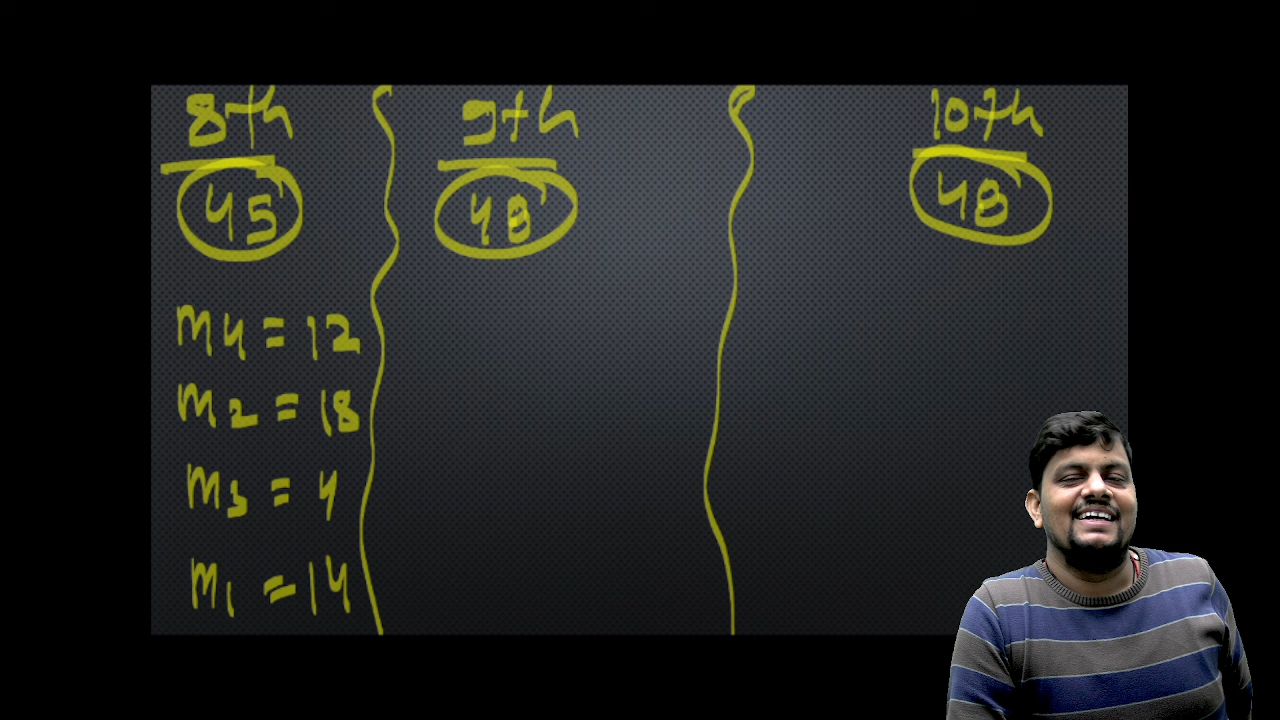 8th 9th 10th
45 48 48
M4 = 12
M2 = 18
M3 = 4
M1 = 14